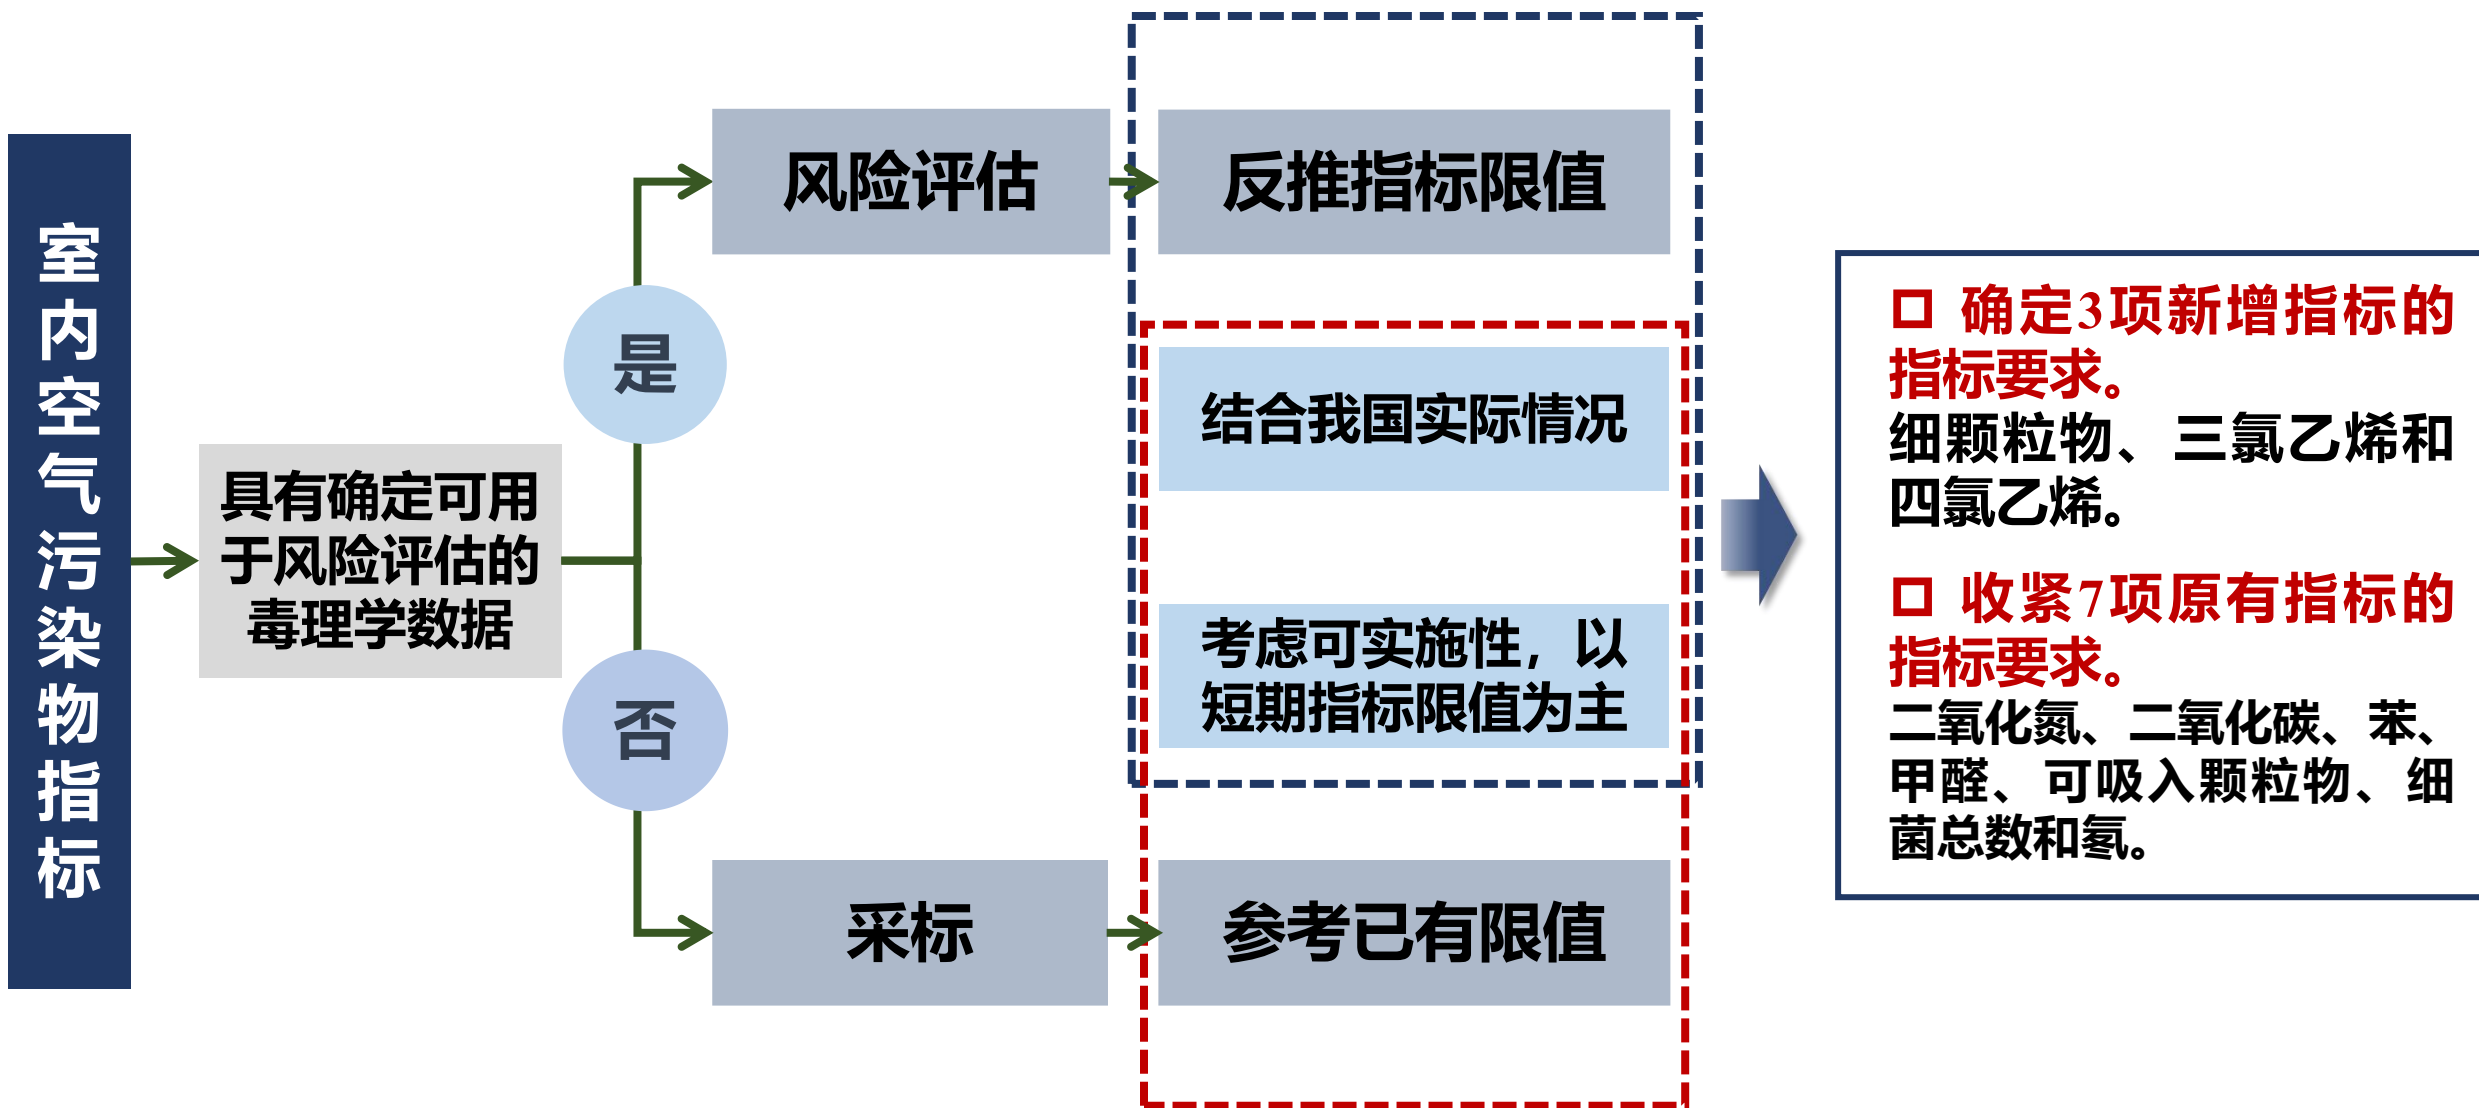 室内空气污染物指标
具有确定可用
于风险评估的
毒理学数据
是
否
风险评估
采标
反推指标限值
结合我国实际情况
考虑可实施性，以
短期指标限值为主
参考已有限值
确定3项新增指标的
指标要求。
细颗粒物、三氯乙烯和
四氯乙烯。
收紧7项原有指标的
指标要求。
二氧化氮、二氧化碳、苯、
甲醛、可吸入颗粒物、细
菌总数和氡。